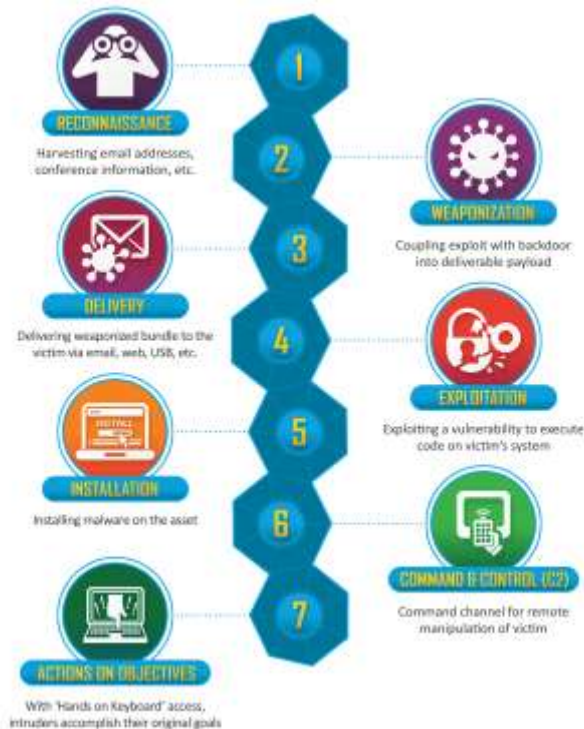 1
RECONNAISSANCE
Harvesting email addresses,
conference information, etc.
2
WEAPONIZATION
Coupling exploit with backdoor
into deliverable payload
3
DELIVERY
Delivering weaponized bundle to the
victim via email, web, USB, etc.
4
EXPLOITATION
Exploiting a vulnerability to execute
code on victim's system
5
INSTALL
INSTALLATION
Installing malware on the asset
6
COMMAND & CONTROL (C2)
Command channel for remote
manipulation of victim
7
ACTIONS ON OBJECTIVES
With 'Hands on Keyboard' access,
intruders accomplish their original goals